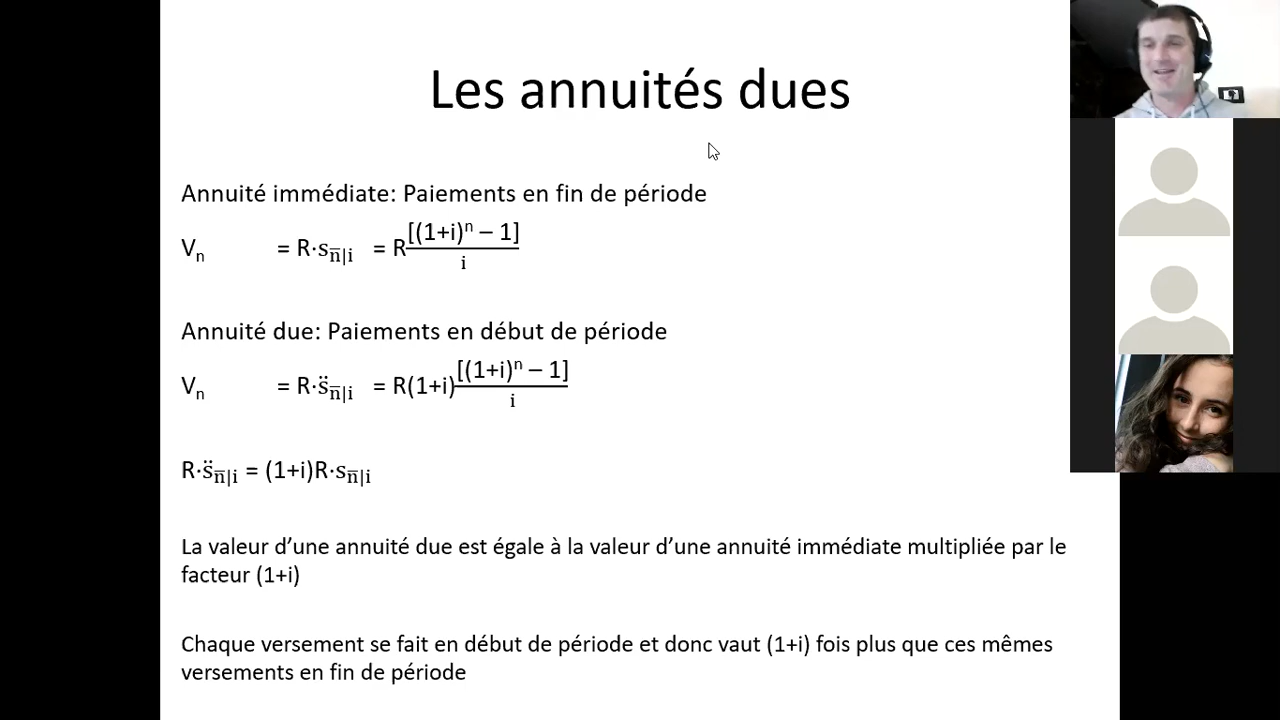 Les annuités dues
Annuité immédiate: Paiements en fin de période
Vₙ = R·s n̅|i = R [(1+i)ⁿ – 1] / i
Annuité due: Paiements en début de période
Vₙ = R·s̈ n̅|i = R(1+i) [(1+i)ⁿ – 1] / i
R·s̈ n̅|i = (1+i)R·s n̅|i
La valeur d’une annuité due est égale à la valeur d’une annuité immédiate multipliée par le
facteur (1+i)
Chaque versement se fait en début de période et donc vaut (1+i) fois plus que ces mêmes
versements en fin de période